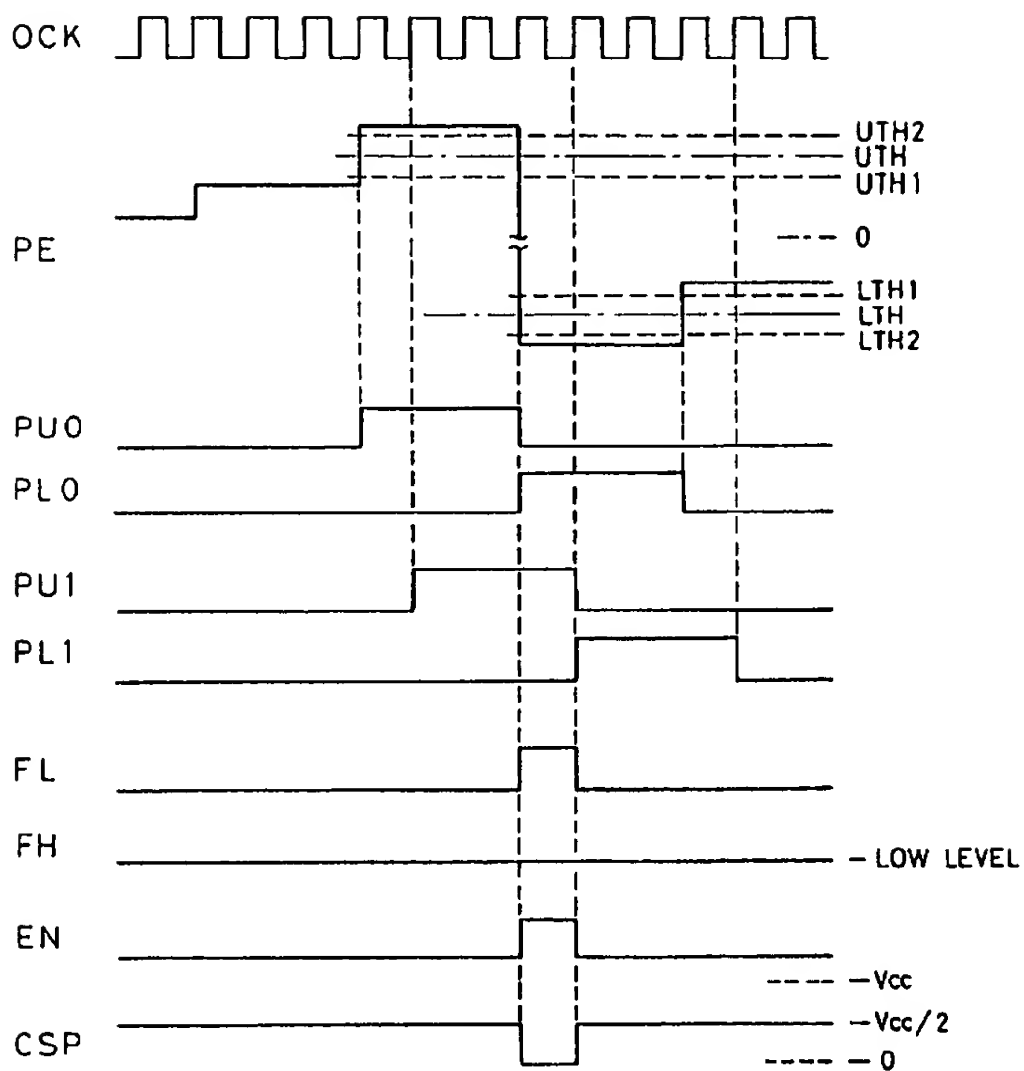 OCK
UTH2
UTH
UTH1
PE
0
LTH1
LTH
LTH2
PU0
PL0
PU1
PL1
FL
FH
- LOW LEVEL
EN
- Vcc
- Vcc/2
CSP
- 0